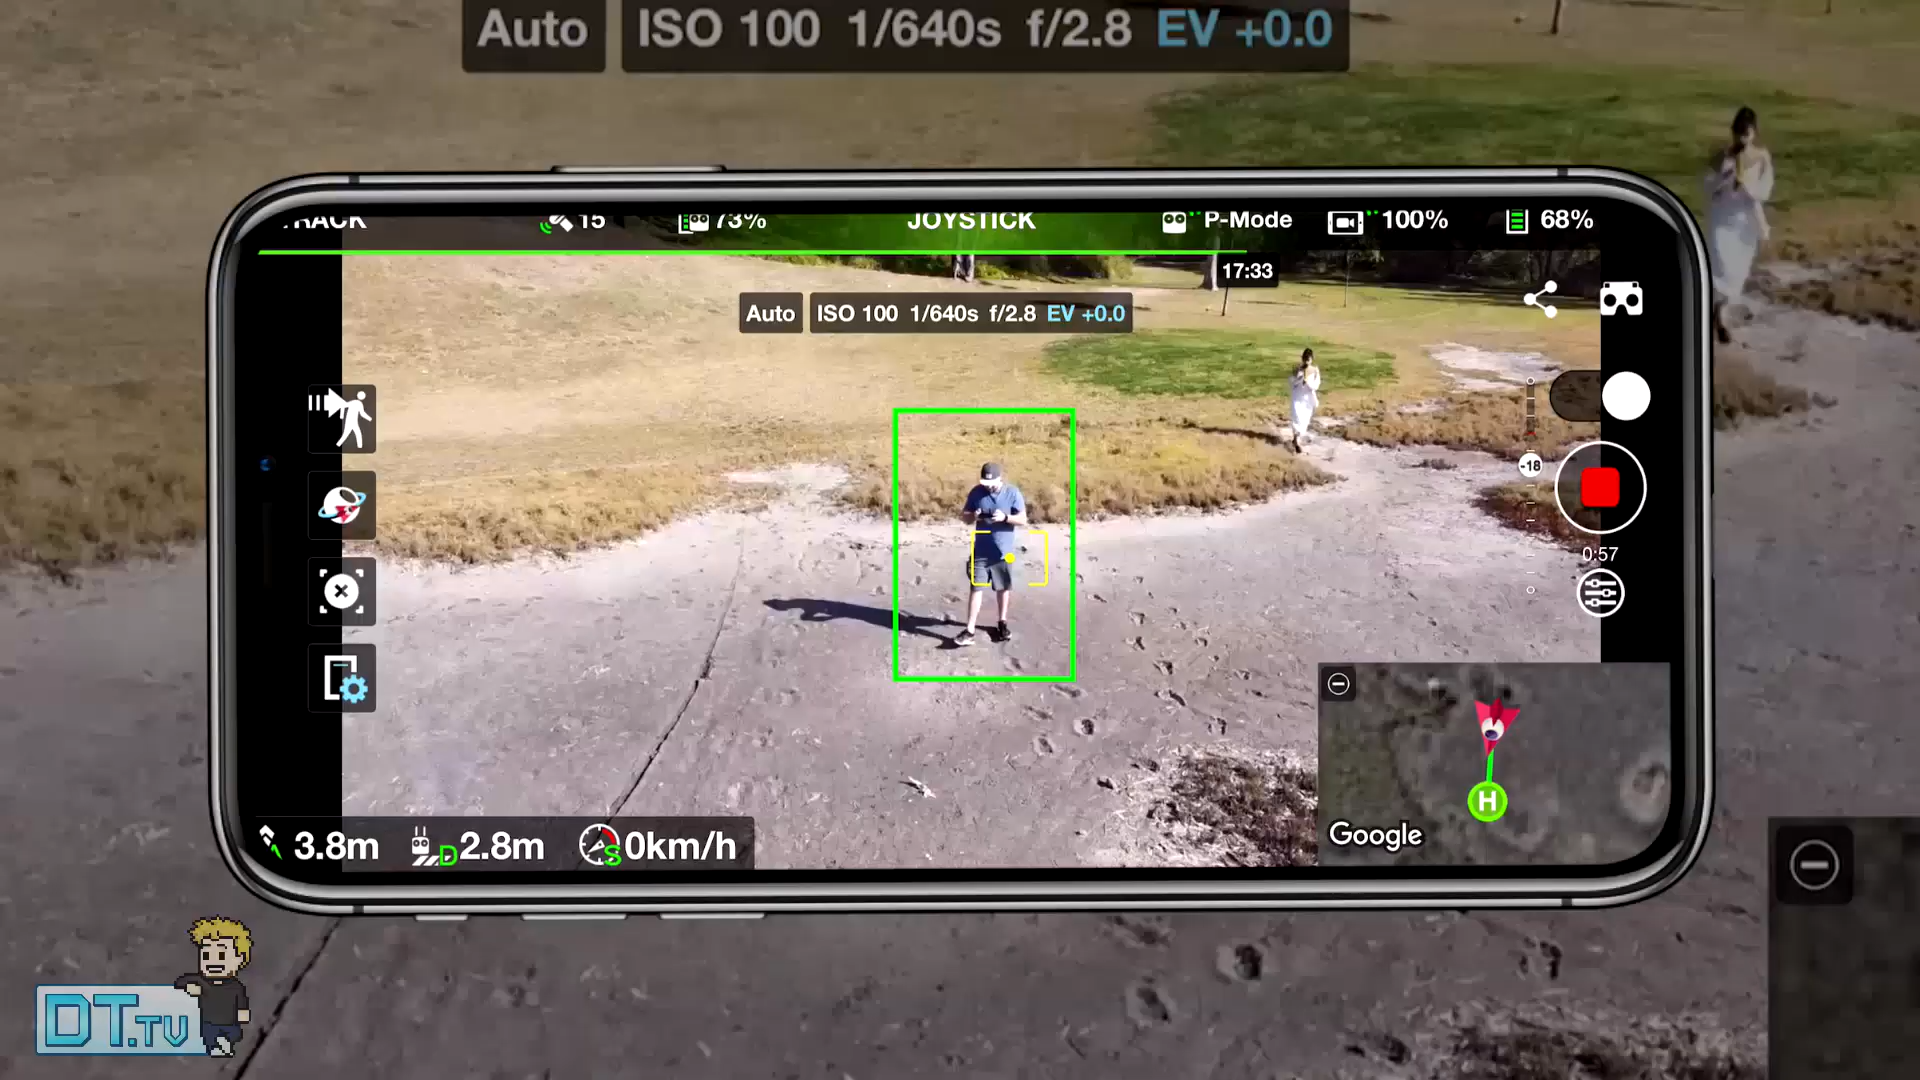 Auto ISO 100 1/640s f/2.8 EV +0.0
15 73% JOYSTICK P-Mode 100% 68%
17:33
Auto ISO 100 1/640s f/2.8 EV +0.0
-18
0:57
H
Google
3.8m D 2.8m S 0km/h
DT.TV